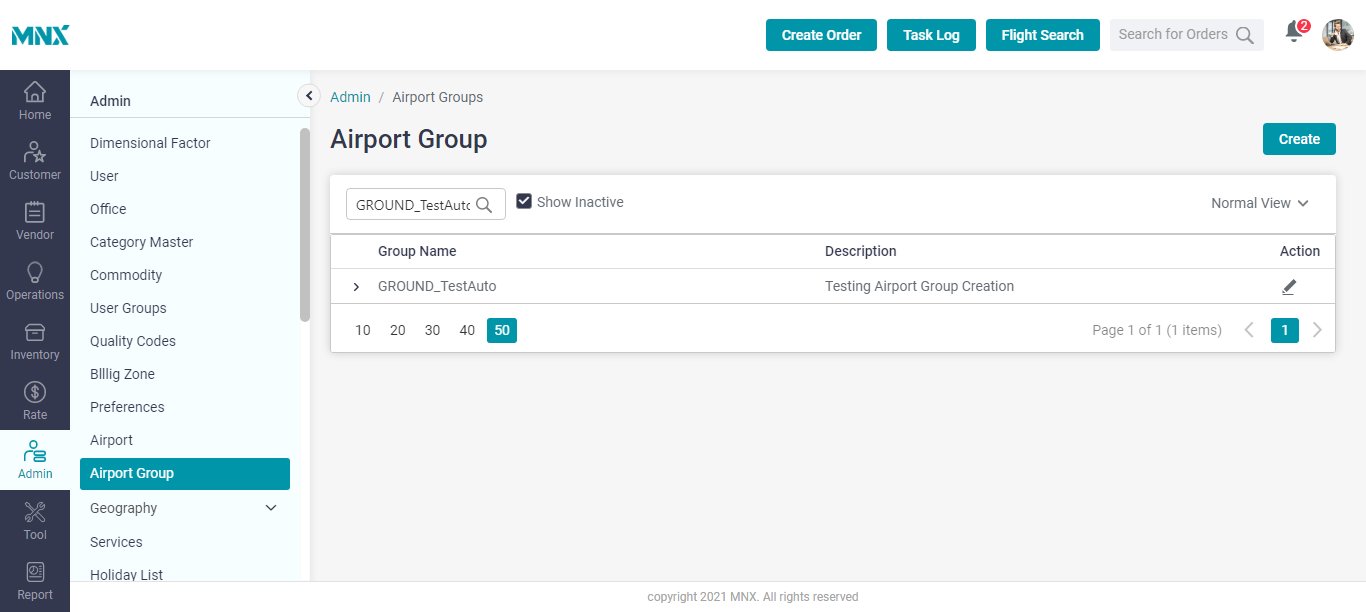 MNX
Create Order
Task Log
Flight Search
Search for Orders
2
Home
Customer
Vendor
Operations
Inventory
Rate
Admin
Tool
Report
Admin
Dimensional Factor
User
Office
Category Master
Commodity
User Groups
Quality Codes
Blllig Zone
Preferences
Airport
Airport Group
Geography
Services
Holiday List
Admin / Airport Groups
Airport Group
Create
GROUND_TestAuto
Show Inactive
Normal View
Group Name Description Action
GROUND_TestAuto Testing Airport Group Creation
10 20 30 40 50 Page 1 of 1 (1 items) 1
copyright 2021 MNX. All rights reserved